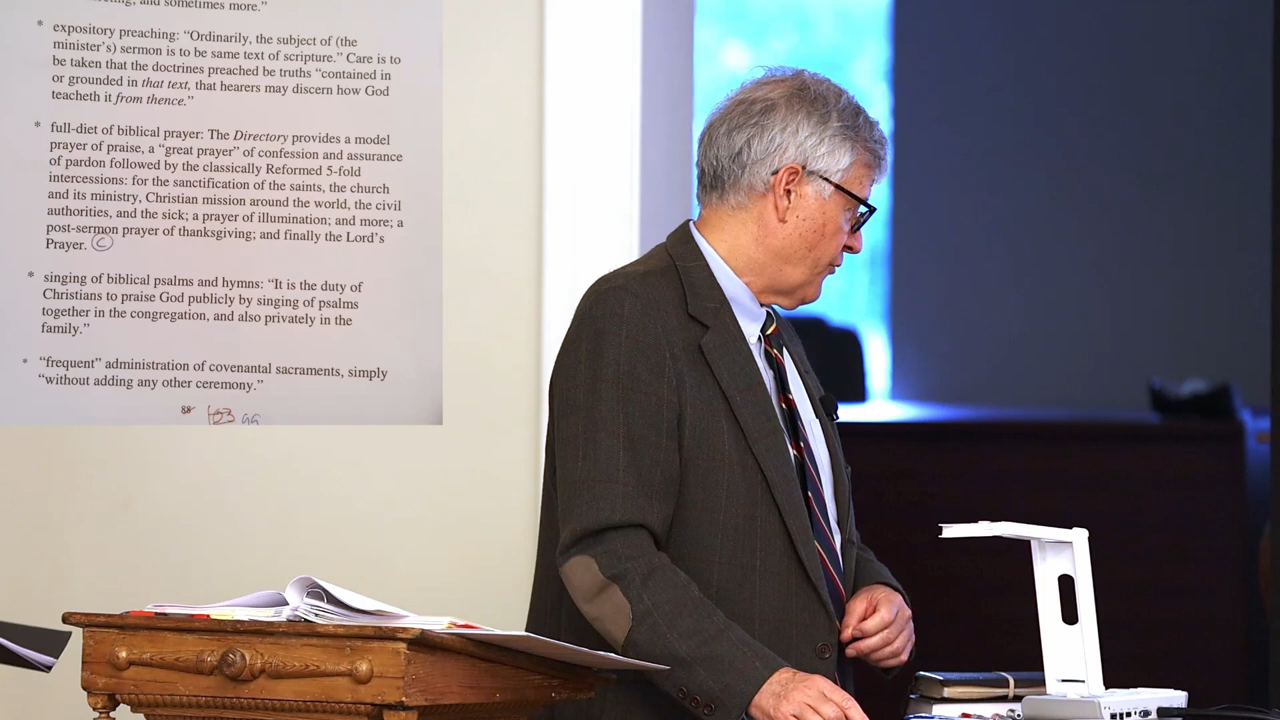 and sometimes more.”
* expository preaching: “Ordinarily, the subject of (the
minister’s) sermon is to be same text of scripture.” Care is to
be taken that the doctrines preached be truths “contained in
or grounded in that text, that hearers may discern how God
teacheth it from thence.”
* full-diet of biblical prayer: The Directory provides a model
prayer of praise, a “great prayer” of confession and assurance
of pardon followed by the classically Reformed 5-fold
intercessions: for the sanctification of the saints, the church
and its ministry, Christian mission around the world, the civil
authorities, and the sick; a prayer of illumination; and more; a
post-sermon prayer of thanksgiving; and finally the Lord’s
Prayer. C
* singing of biblical psalms and hymns: “It is the duty of
Christians to praise God publicly by singing of psalms
together in the congregation, and also privately in the
family.”
* “frequent” administration of covenantal sacraments, simply
“without adding any other ceremony.”
88 103 99